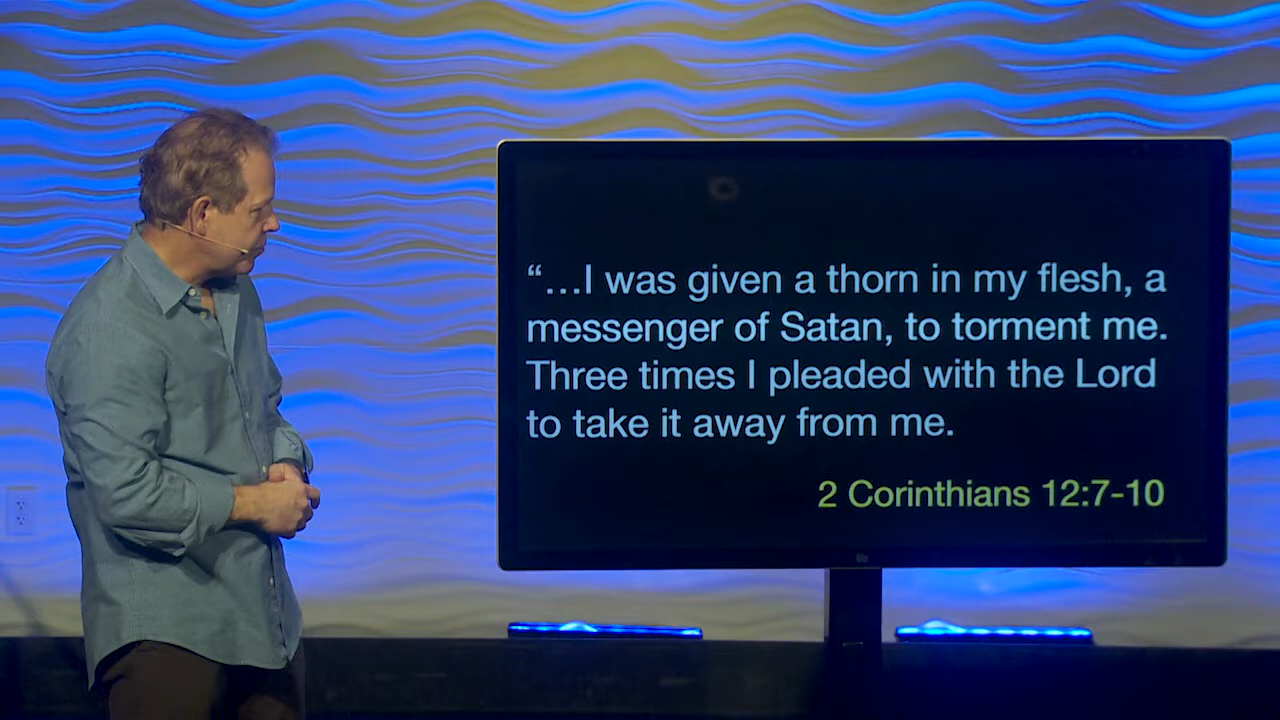 “…I was given a thorn in my flesh, a
messenger of Satan, to torment me.
Three times I pleaded with the Lord
to take it away from me.
2 Corinthians 12:7-10